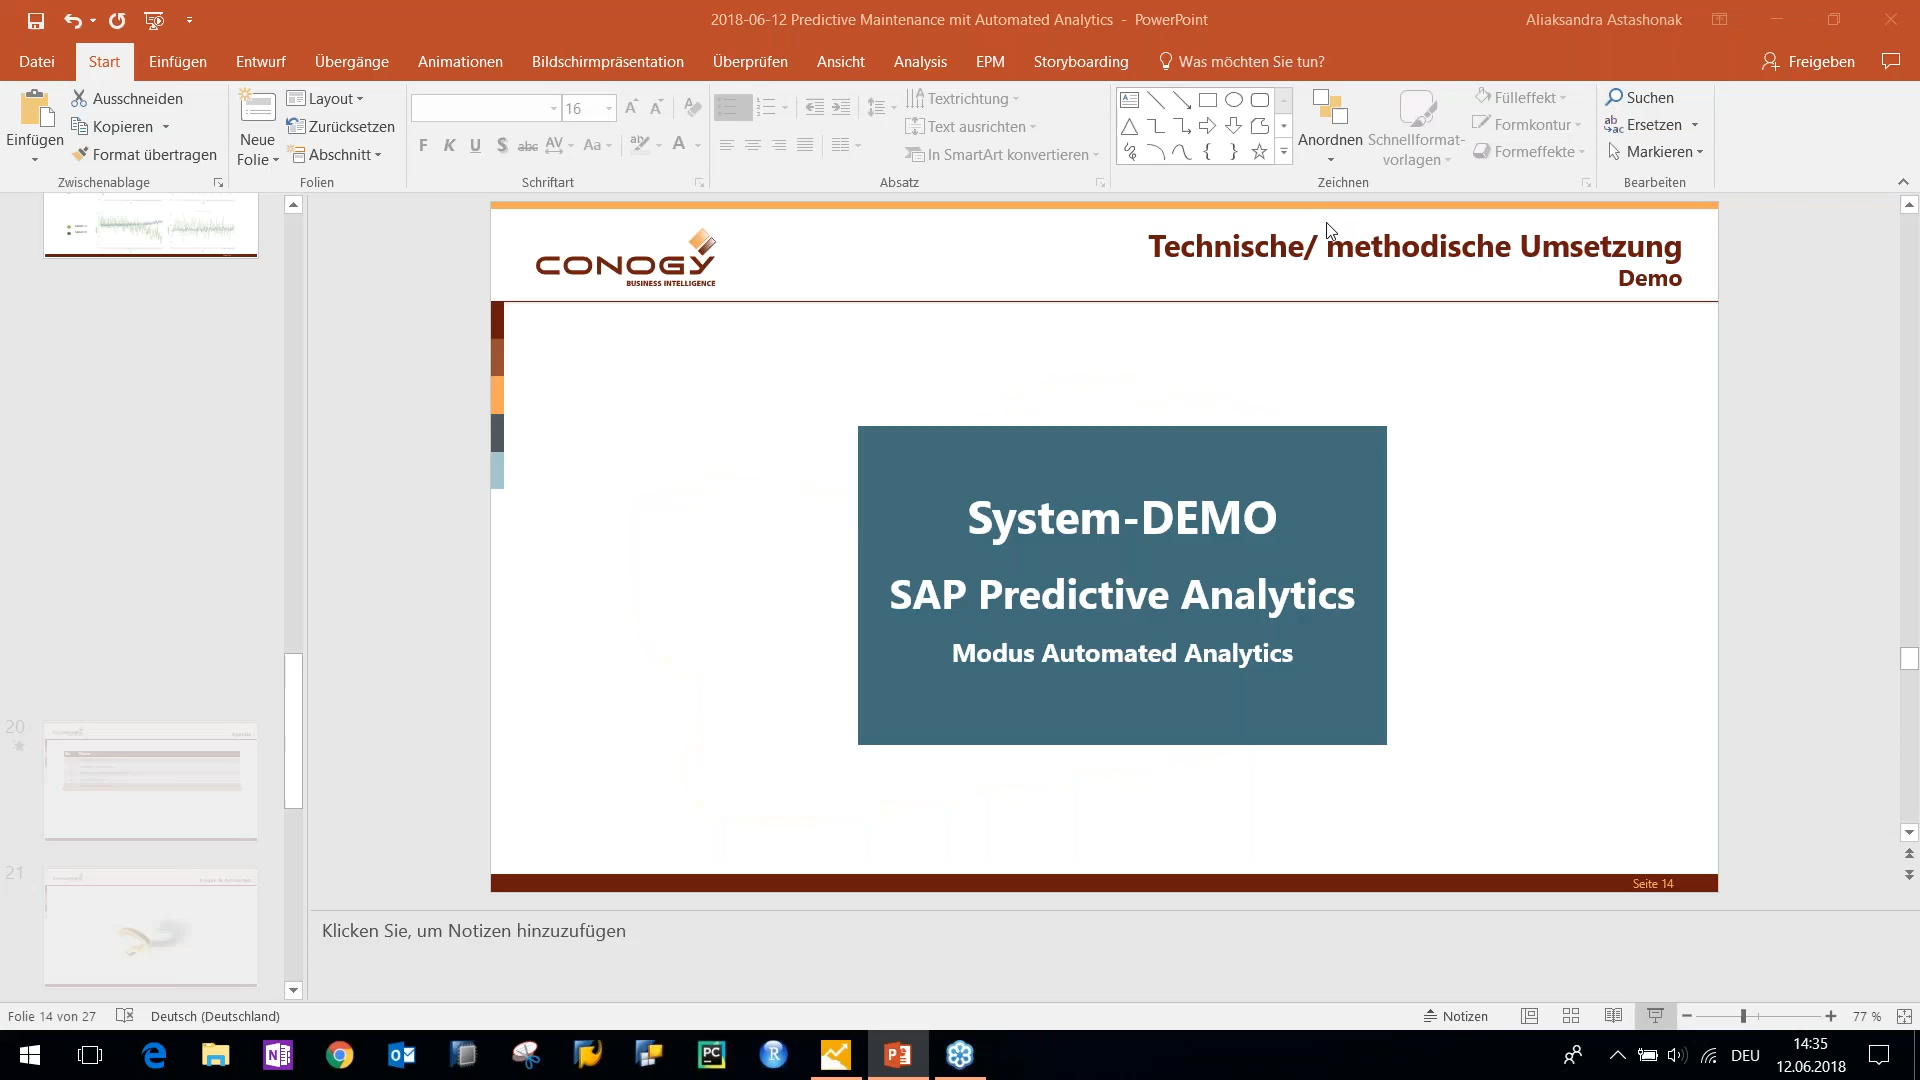 2018-06-12 Predictive Maintenance mit Automated Analytics - PowerPoint
Aliaksandra Astashonak
Datei Start Einfügen Entwurf Übergänge Animationen Bildschirmpräsentation Überprüfen Ansicht Analysis EPM Storyboarding Was möchten Sie tun? Freigeben
Einfügen
Ausschneiden
Kopieren
Format übertragen
Zwischenablage
Neue
Folie
Layout
Zurücksetzen
Abschnitt
Folien
16
F K U S abc AV Aa A
Schriftart
Textrichtung
Text ausrichten
In SmartArt konvertieren
Absatz
Anordnen
Schnellformat-
vorlagen
Fülleffekt
Formkontur
Formeffekte
Zeichnen
Suchen
Ersetzen
Markieren
Bearbeiten
20
21
CONOGY
BUSINESS INTELLIGENCE
Technische/ methodische Umsetzung
Demo
System-DEMO
SAP Predictive Analytics
Modus Automated Analytics
Seite 14
Klicken Sie, um Notizen hinzuzufügen
Folie 14 von 27
Deutsch (Deutschland)
Notizen
77 %
DEU
14:35
12.06.2018